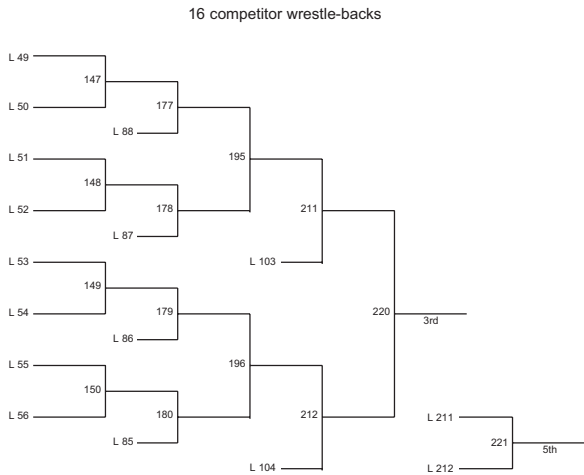 16 competitor wrestle-backs
L 49
147
L 50
177
L 88
195
L 51
148
L 52
178
L 87
211
L 103
L 53
149
L 54
179
L 86
220
3rd
196
L 55
150
L 56
180
L 85
212
L 104
L 211
221
5th
L 212